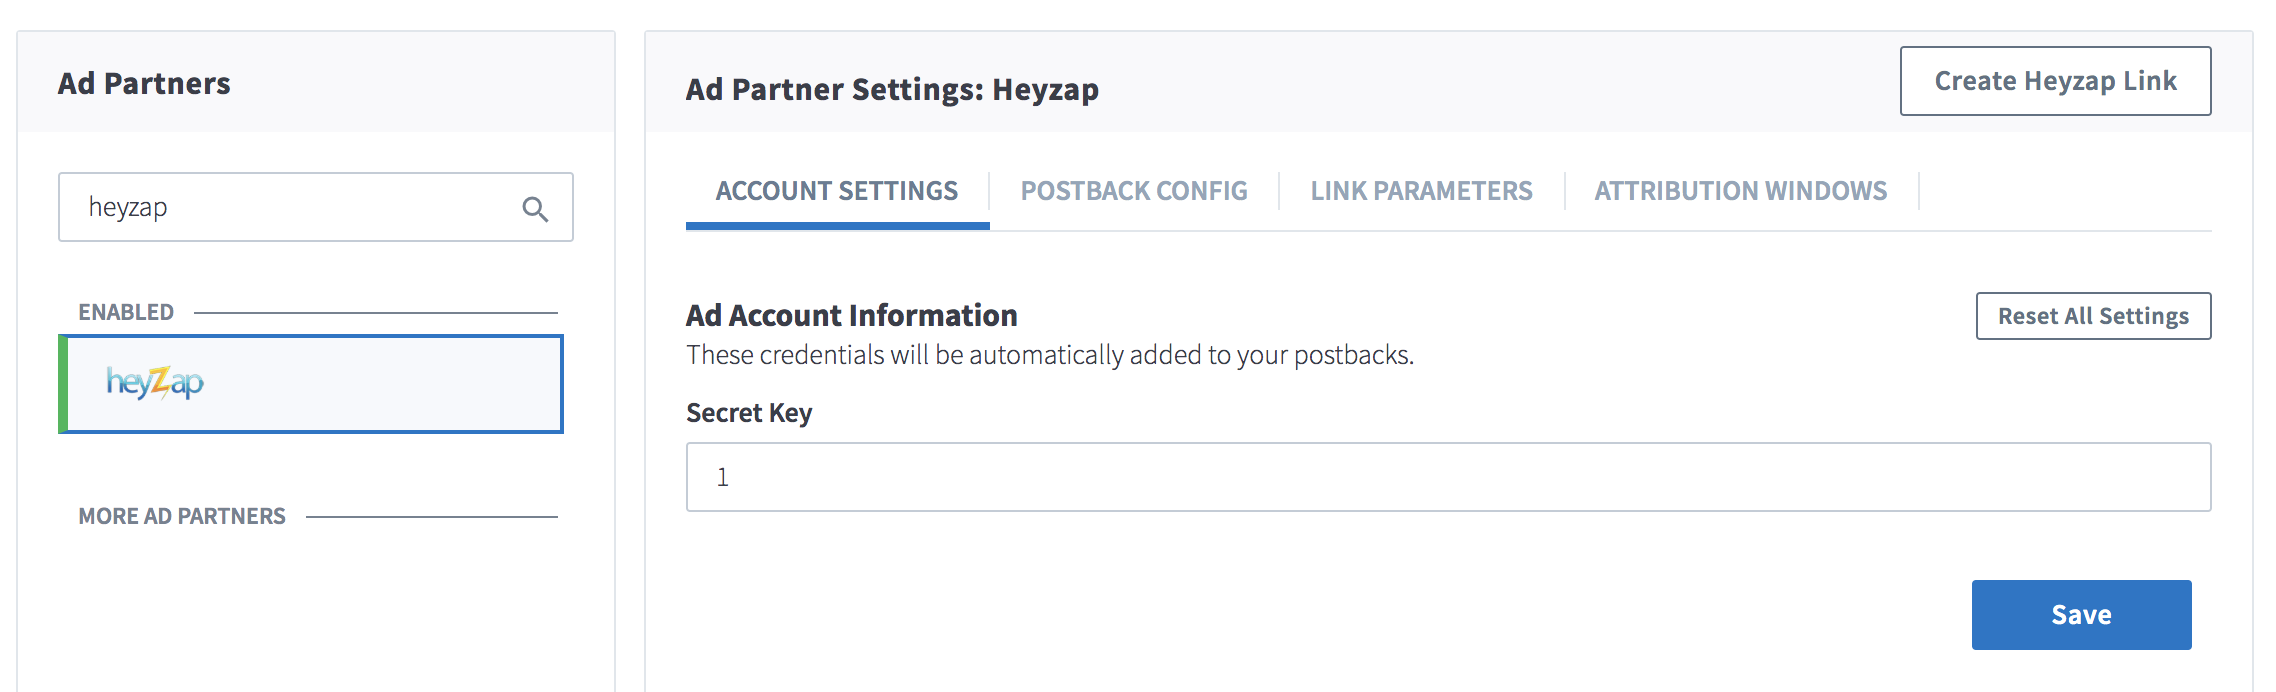 Ad Partners
heyzap
ENABLED
heyZap
MORE AD PARTNERS
Ad Partner Settings: Heyzap
Create Heyzap Link
ACCOUNT SETTINGS
POSTBACK CONFIG
LINK PARAMETERS
ATTRIBUTION WINDOWS
Ad Account Information
Reset All Settings
These credentials will be automatically added to your postbacks.
Secret Key
1
Save